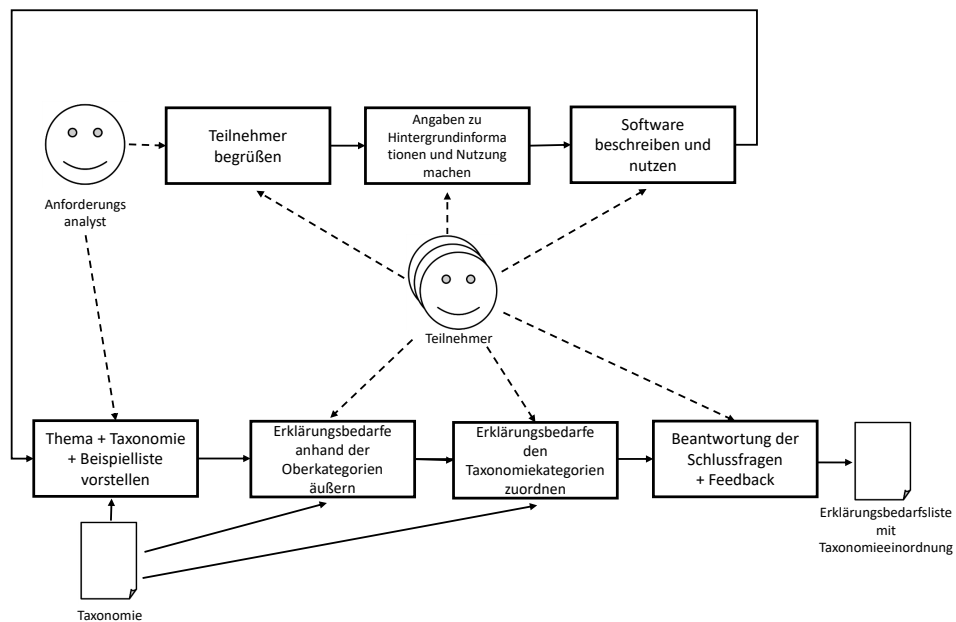 Teilnehmer
begrüßen
Angaben zu
Hintergrundinforma
tionen und Nutzung
machen
Software
beschreiben und
nutzen
Anforderungs
analyst
Teilnehmer
Thema + Taxonomie
+ Beispielliste
vorstellen
Erklärungsbedarfe
anhand der
Oberkategorien
äußern
Erklärungsbedarfe
den
Taxonomiekategorien
zuordnen
Beantwortung der
Schlussfragen
+ Feedback
Erklärungsbedarfsliste
mit
Taxonomieeinordnung
Taxonomie